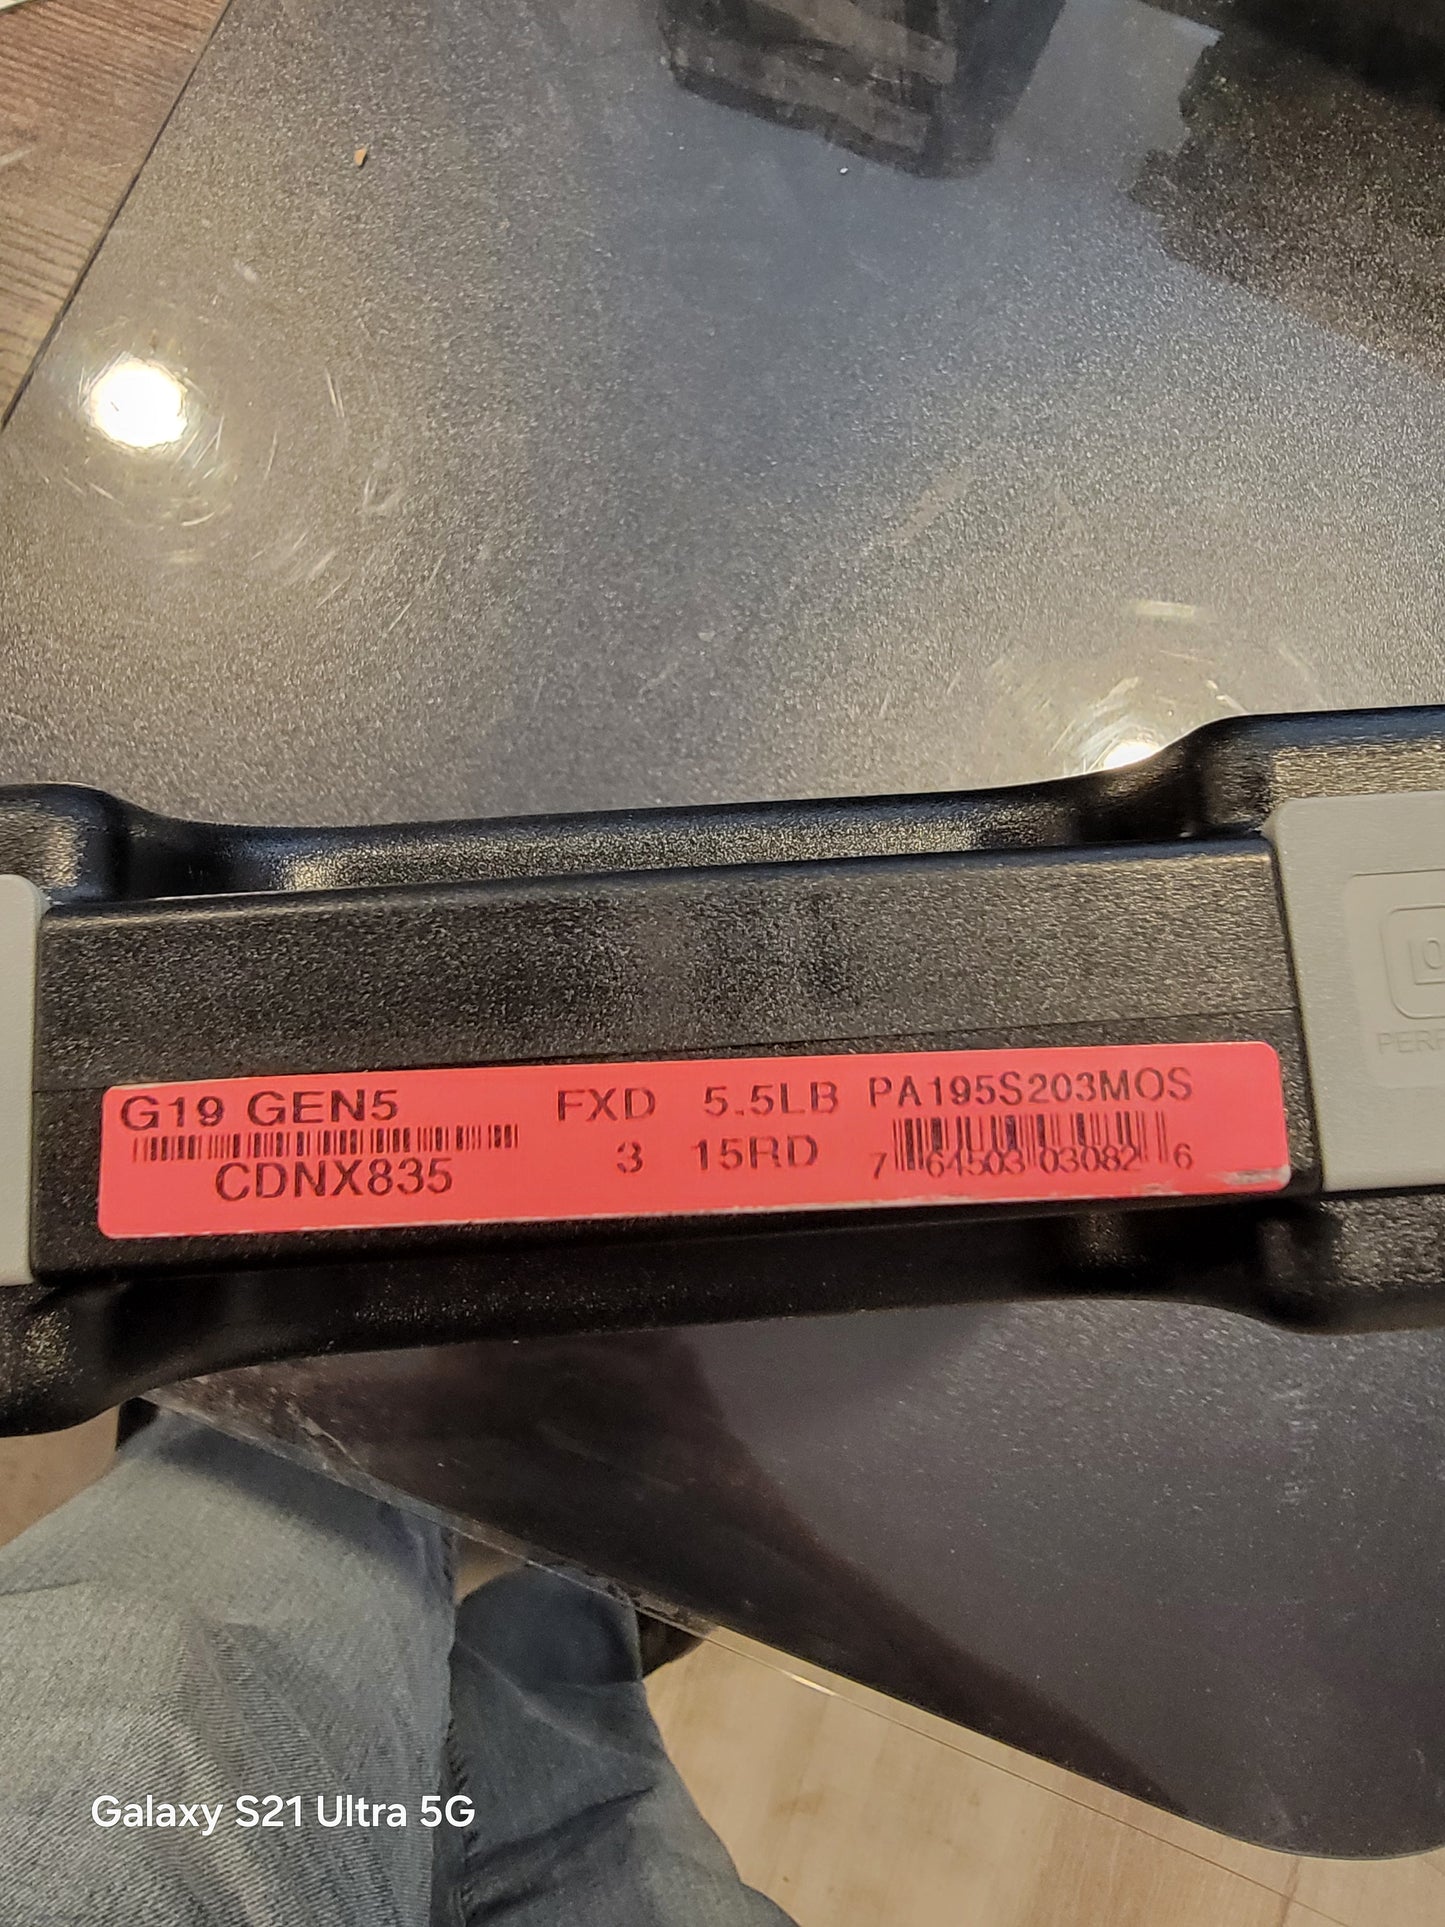 G19 GEN5 FXD 5.5LB PA195S203MOS
CDNX835 3 15RD 7 64503 03082 6
Galaxy S21 Ultra 5G